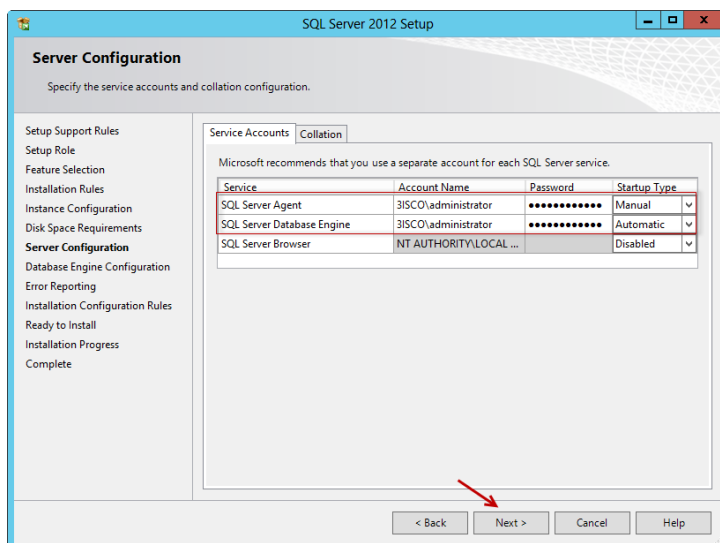 SQL Server 2012 Setup
Server Configuration
Specify the service accounts and collation configuration.
Setup Support Rules
Setup Role
Feature Selection
Installation Rules
Instance Configuration
Disk Space Requirements
Server Configuration
Database Engine Configuration
Error Reporting
Installation Configuration Rules
Ready to Install
Installation Progress
Complete
Service Accounts Collation
Microsoft recommends that you use a separate account for each SQL Server service.
Service Account Name Password Startup Type
SQL Server Agent 3ISCO\administrator ●●●●●●●●●●●● Manual
SQL Server Database Engine 3ISCO\administrator ●●●●●●●●●●●● Automatic
SQL Server Browser NT AUTHORITY\LOCAL ... Disabled
< Back Next > Cancel Help